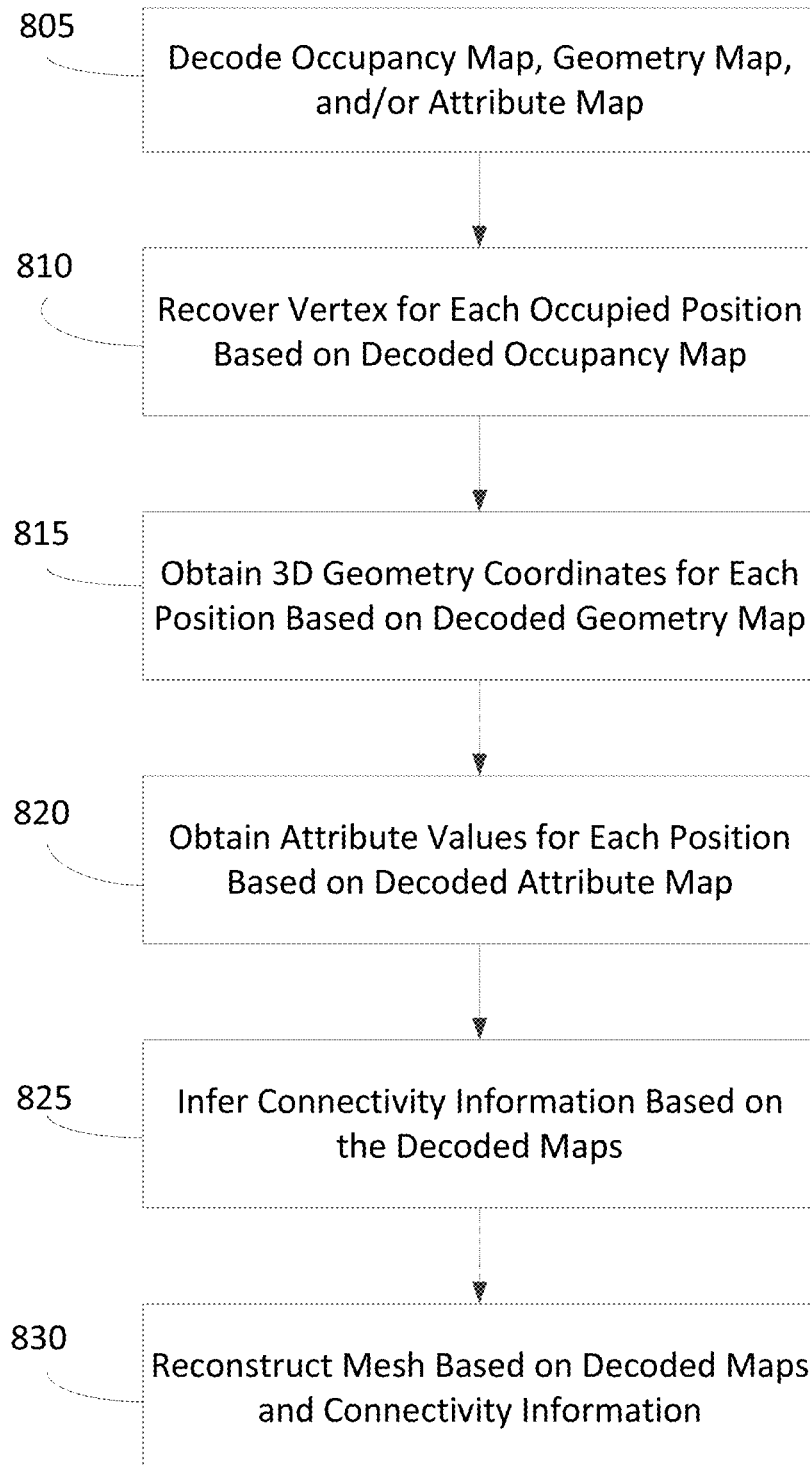 805
Decode Occupancy Map, Geometry Map,
and/or Attribute Map
810
Recover Vertex for Each Occupied Position
Based on Decoded Occupancy Map
815
Obtain 3D Geometry Coordinates for Each
Position Based on Decoded Geometry Map
820
Obtain Attribute Values for Each Position
Based on Decoded Attribute Map
825
Infer Connectivity Information Based on
the Decoded Maps
830
Reconstruct Mesh Based on Decoded Maps
and Connectivity Information